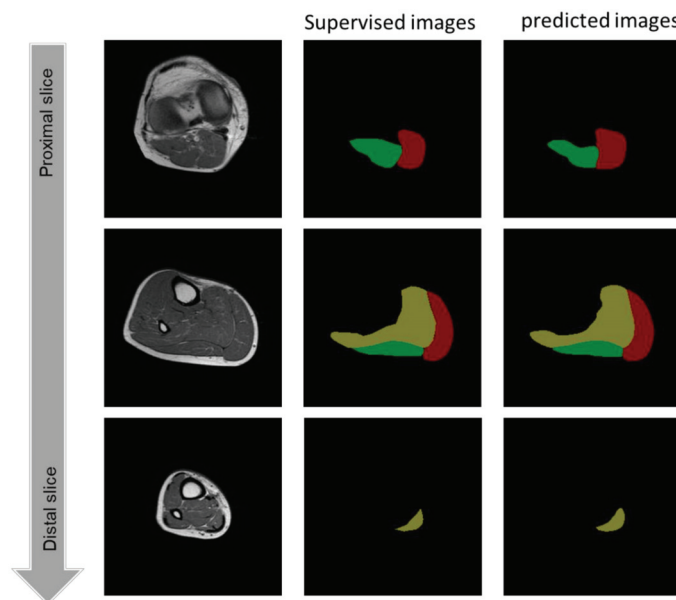 Supervised images
predicted images
Proximal slice
Distal slice